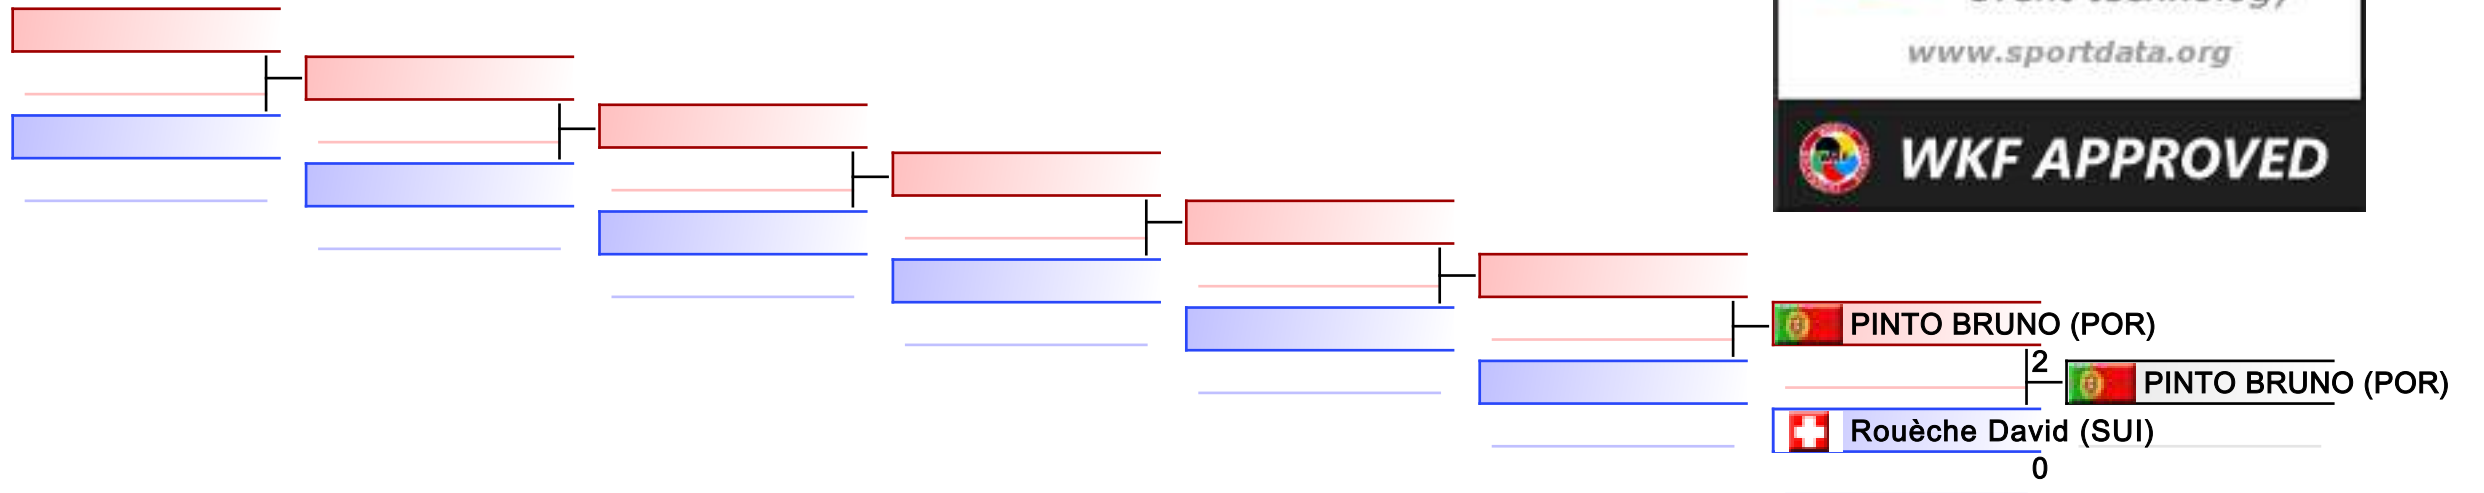 www.sportdata.org
WKF APPROVED
PINTO BRUNO (POR)
2
PINTO BRUNO (POR)
Rouèche David (SUI)
0